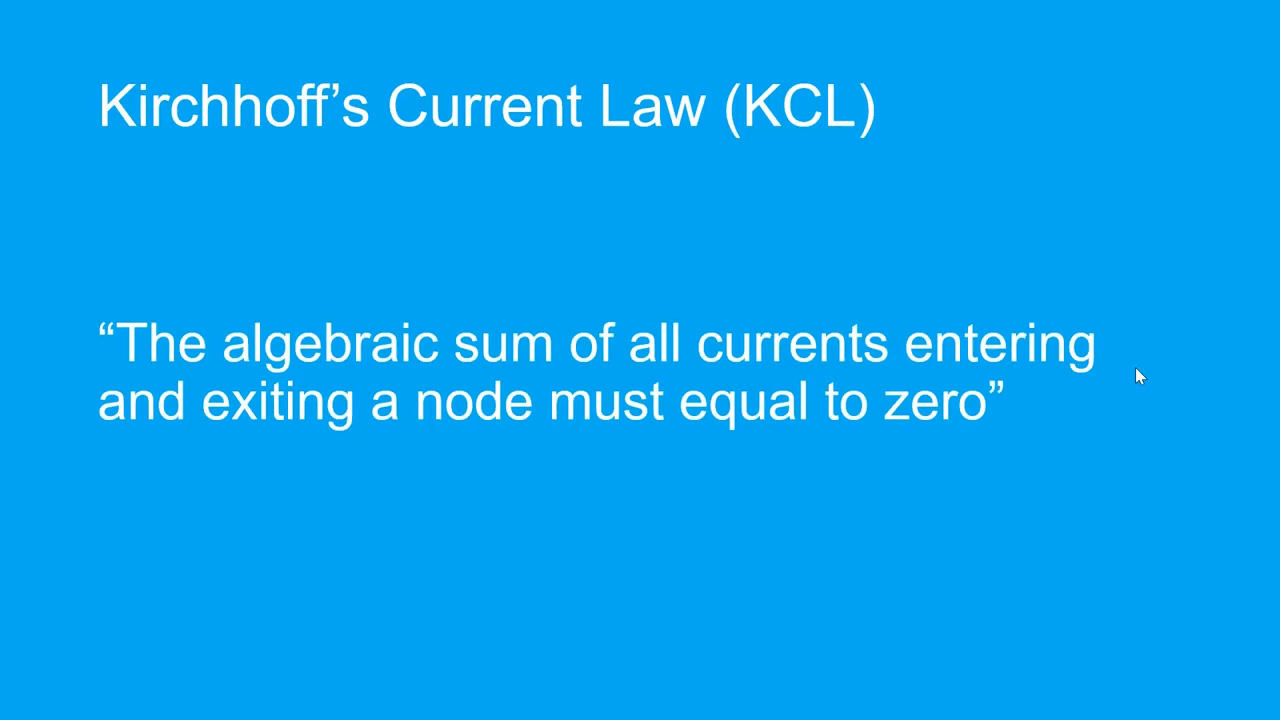 Kirchhoff’s Current Law (KCL)
“The algebraic sum of all currents entering
and exiting a node must equal to zero”